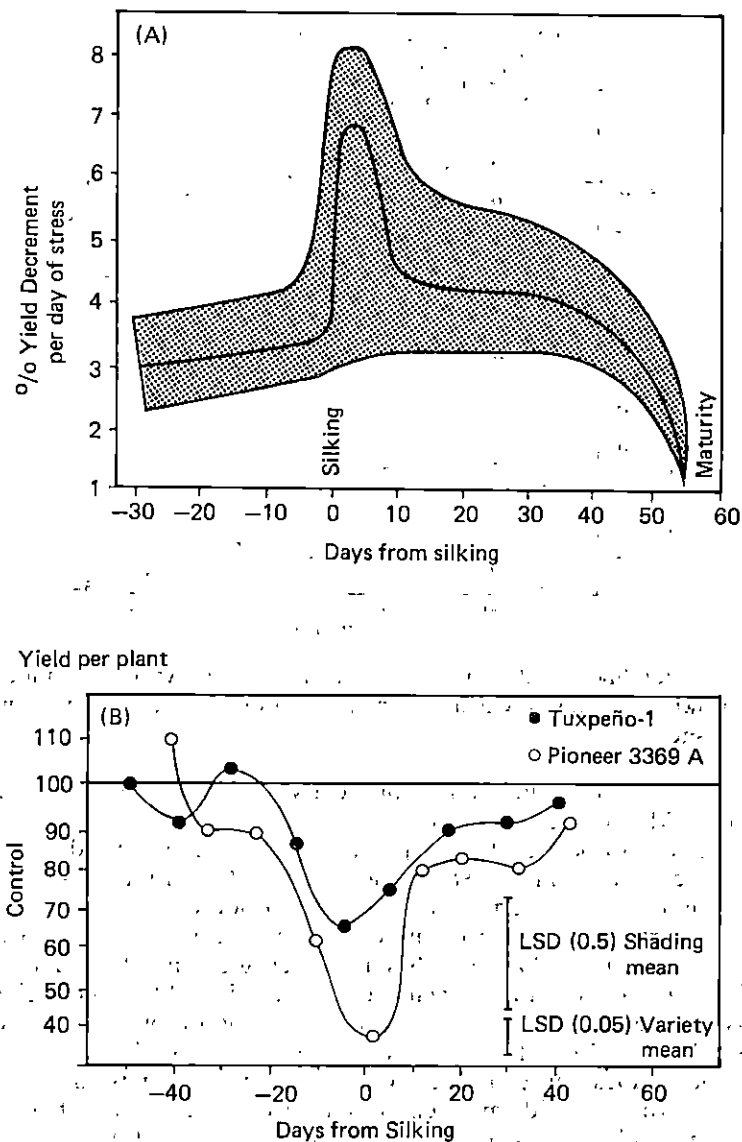 (A)
8
7
6
5
4
3
2
1
% Yield Decrement
per day of stress
Silking
Maturity
−30 −20 −10 0 10 20 30 40 50 60
Days from silking
Yield per plant
(B)
● Tuxpeño-1
○ Pioneer 3369 A
110
100
90
80
70
60
50
40
Control
LSD (0.5) Shading
mean
LSD (0.05) Variety
mean
−40 −20 0 20 40 60
Days from Silking